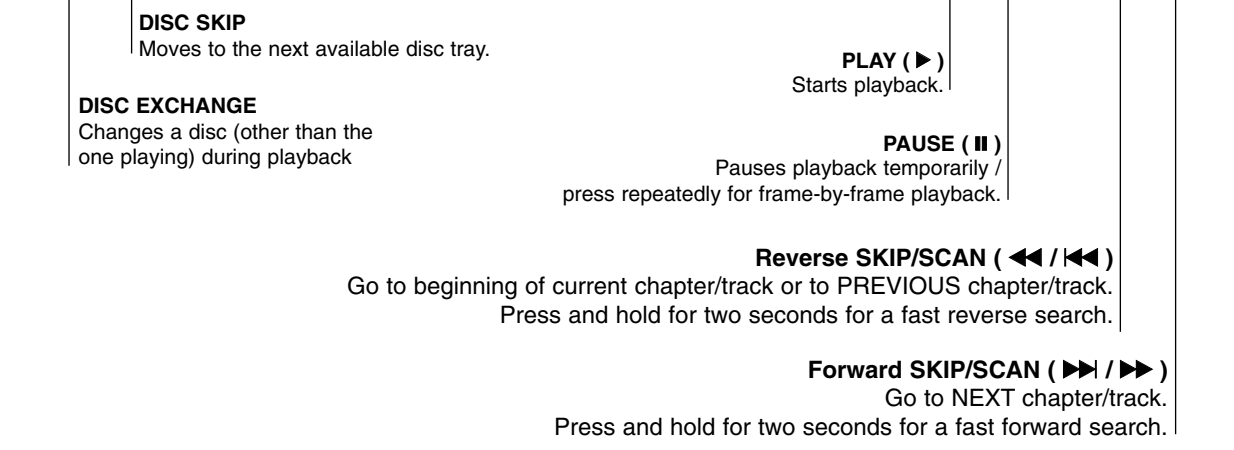 DISC SKIP
Moves to the next available disc tray.
PLAY ( ▶ )
Starts playback.
DISC EXCHANGE
Changes a disc (other than the
one playing) during playback
PAUSE ( ⏸ )
Pauses playback temporarily /
press repeatedly for frame-by-frame playback.
Reverse SKIP/SCAN ( ◀◀ / |◀◀ )
Go to beginning of current chapter/track or to PREVIOUS chapter/track.
Press and hold for two seconds for a fast reverse search.
Forward SKIP/SCAN ( ▶▶| / ▶▶ )
Go to NEXT chapter/track.
Press and hold for two seconds for a fast forward search.